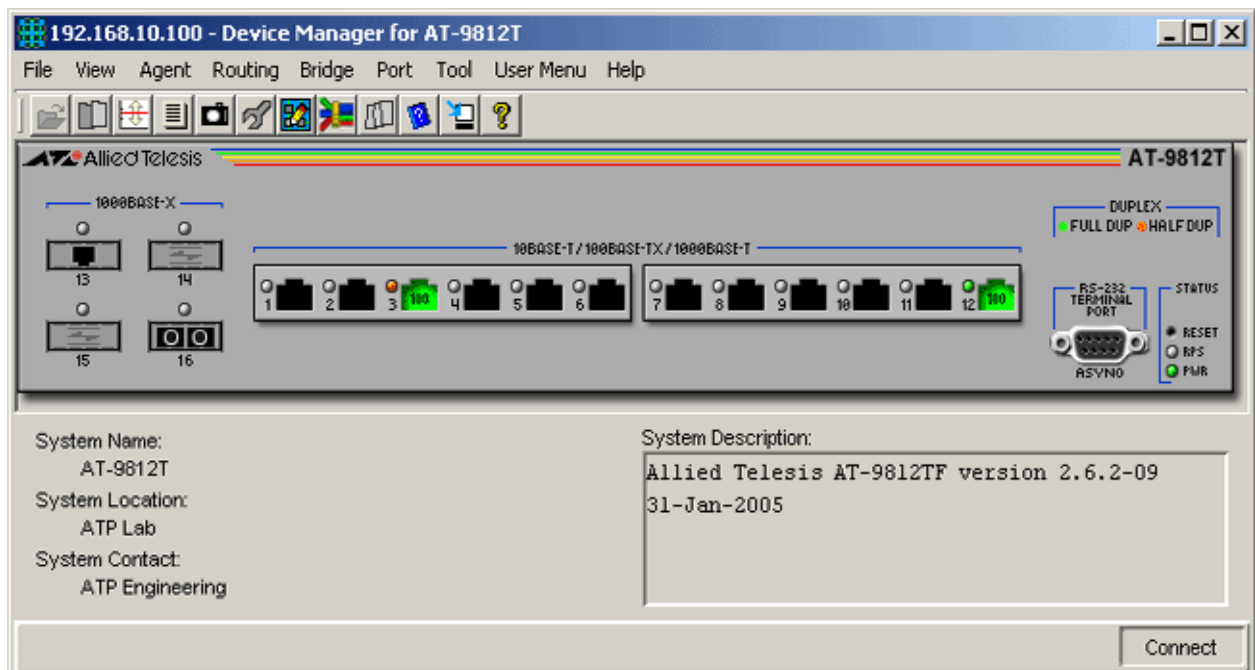 192.168.10.100 - Device Manager for AT-9812T
File View Agent Routing Bridge Port Tool User Menu Help
Allied Telesis
AT-9812T
1000BASE-X
13
14
15
16
10BASE-T/100BASE-TX/1000BASE-T
1 2 3 100 4 5 6 7 8 9 10 11 12 100
DUPLEX
FULL DUP HALF DUP
RS-232
TERMINAL
PORT
ASYN0
STATUS
RESET
RPS
PWR
System Name:
AT-9812T
System Location:
ATP Lab
System Contact:
ATP Engineering
System Description:
Allied Telesis AT-9812TF version 2.6.2-09
31-Jan-2005
Connect